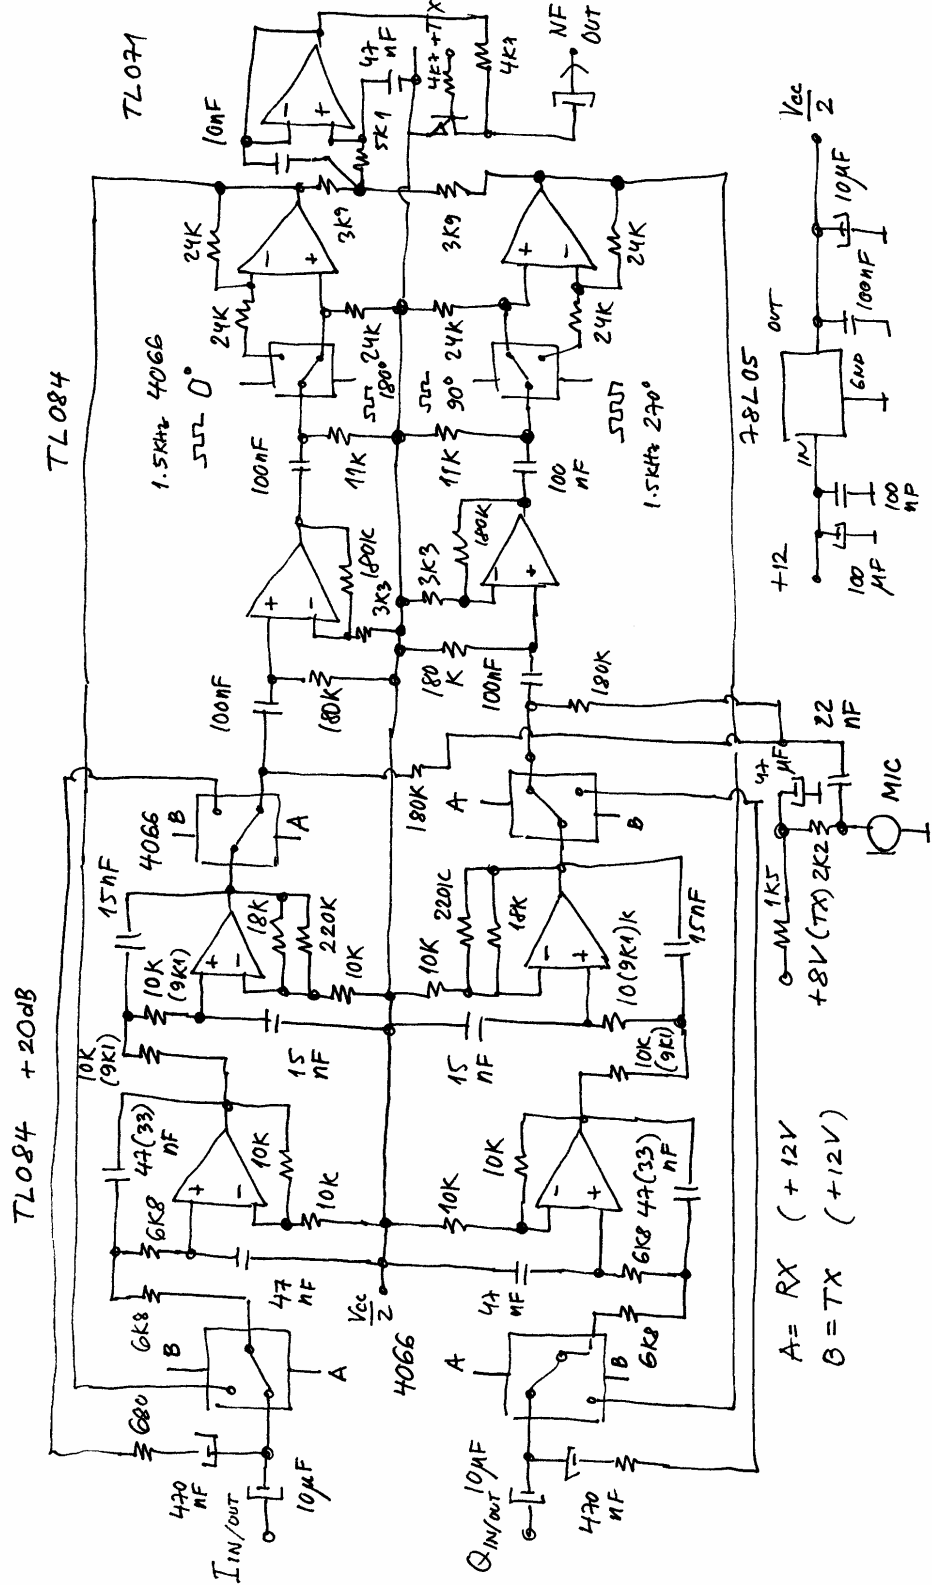 TL084 +20dB
TL084
TL071
I IN/OUT
470 nF
10µF
680
6K8
B
A
6K8
47(33) nF
47 nF
10K
10K
10K (9K1)
10K (9K1)
15nF
15 nF
18K
220K
10K
4066
B
A
100nF
180K
180K
3K3
100nF
11K
1.5KHz 4066
0°
180°
24K
24K
24K
3K9
10nF
5K1
47 nF
4K7
+TX
4K7
NF OUT
Vcc/2
4066
Q IN/OUT
10µF
470 nF
A
B
6K8
6K8
47(33) nF
47 nF
10K
10K
10K (9K1)
10(9K1)K
15nF
15 nF
220K
18K
10K
A
B
180K
180K
100nF
180 K
3K3
180K
100 nF
11K
90°
1.5KHz 270°
24K
24K
24K
3K9
1K5
+8V (TX)
2K2
47 µF
22 nF
MIC
+12
100 µF
100 nF
78L05
IN
GND
OUT
100nF
10µF
Vcc/2
A = RX (+12V)
B = TX (+12V)